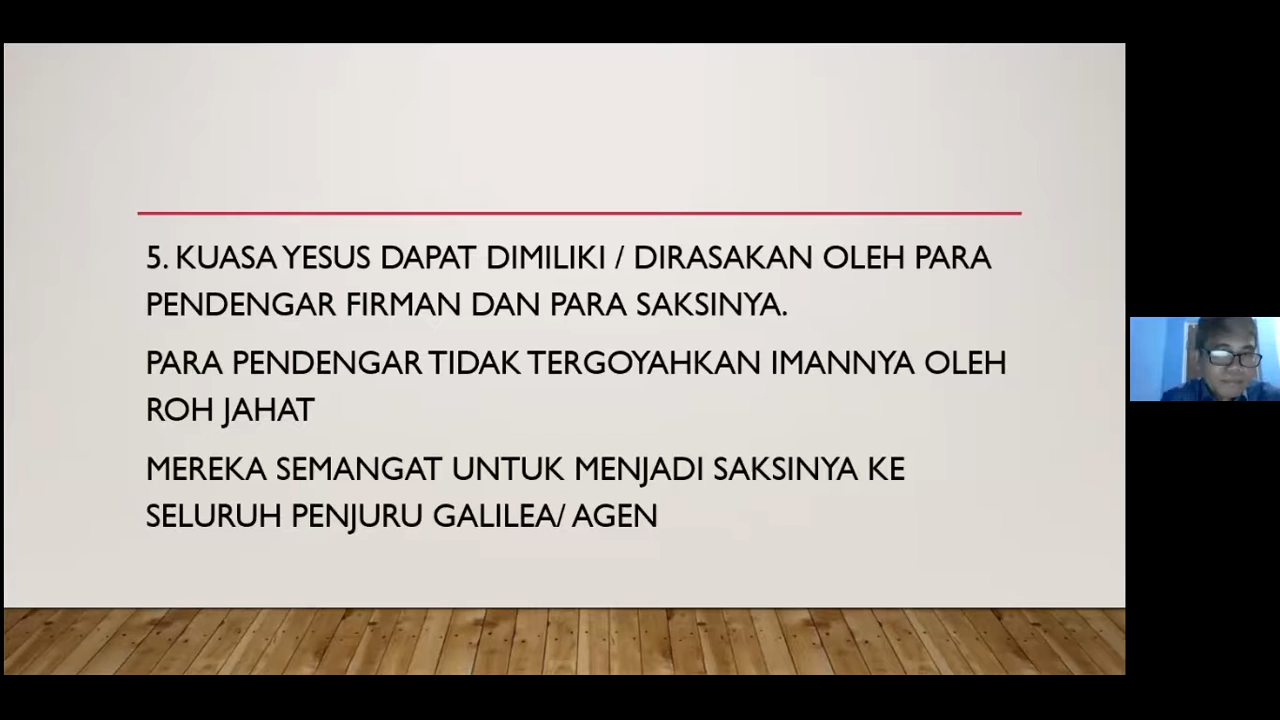 5. KUASA YESUS DAPAT DIMILIKI / DIRASAKAN OLEH PARA
PENDENGAR FIRMAN DAN PARA SAKSINYA.
PARA PENDENGAR TIDAK TERGOYAHKAN IMANNYA OLEH
ROH JAHAT
MEREKA SEMANGAT UNTUK MENJADI SAKSINYA KE
SELURUH PENJURU GALILEA/ AGEN